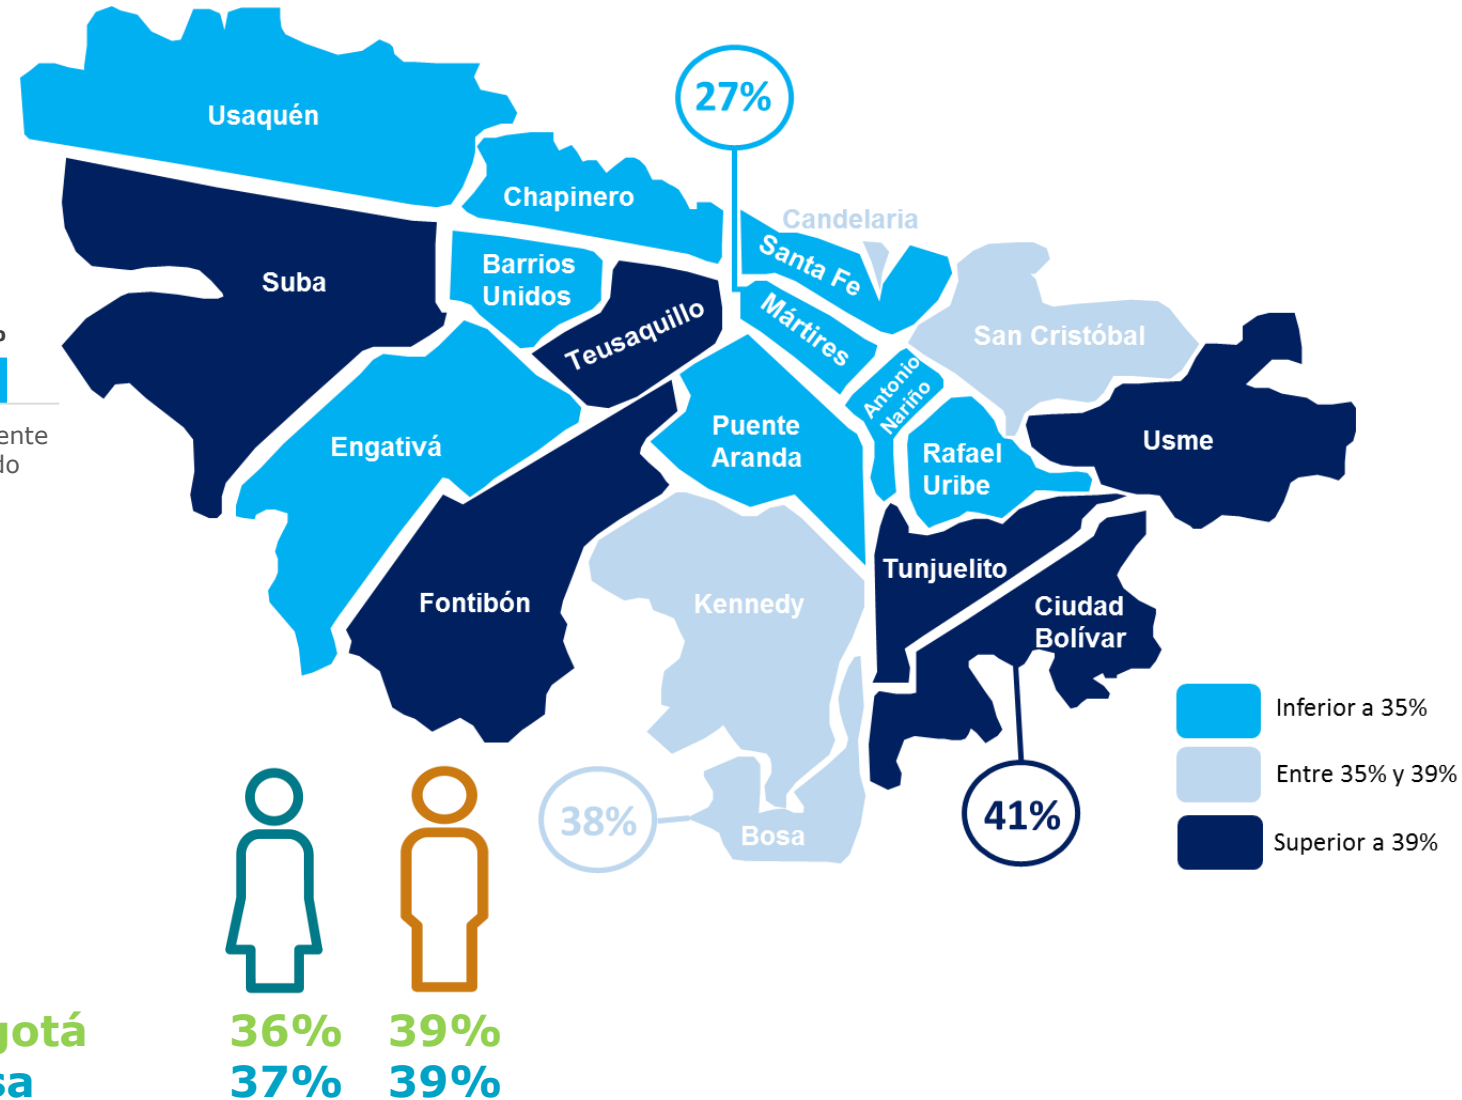 27%
Usaquén
Chapinero
Candelaria
Santa Fe
Barrios
Unidos
Suba
Teusaquillo
Mártires
San Cristóbal
Antonio
Nariño
Puente
Aranda
Engativá
Rafael
Uribe
Usme
Tunjuelito
Fontibón
Kennedy
Ciudad
Bolívar
Inferior a 35%
Entre 35% y 39%
Superior a 39%
38%
Bosa
41%
36% 39%
37% 39%